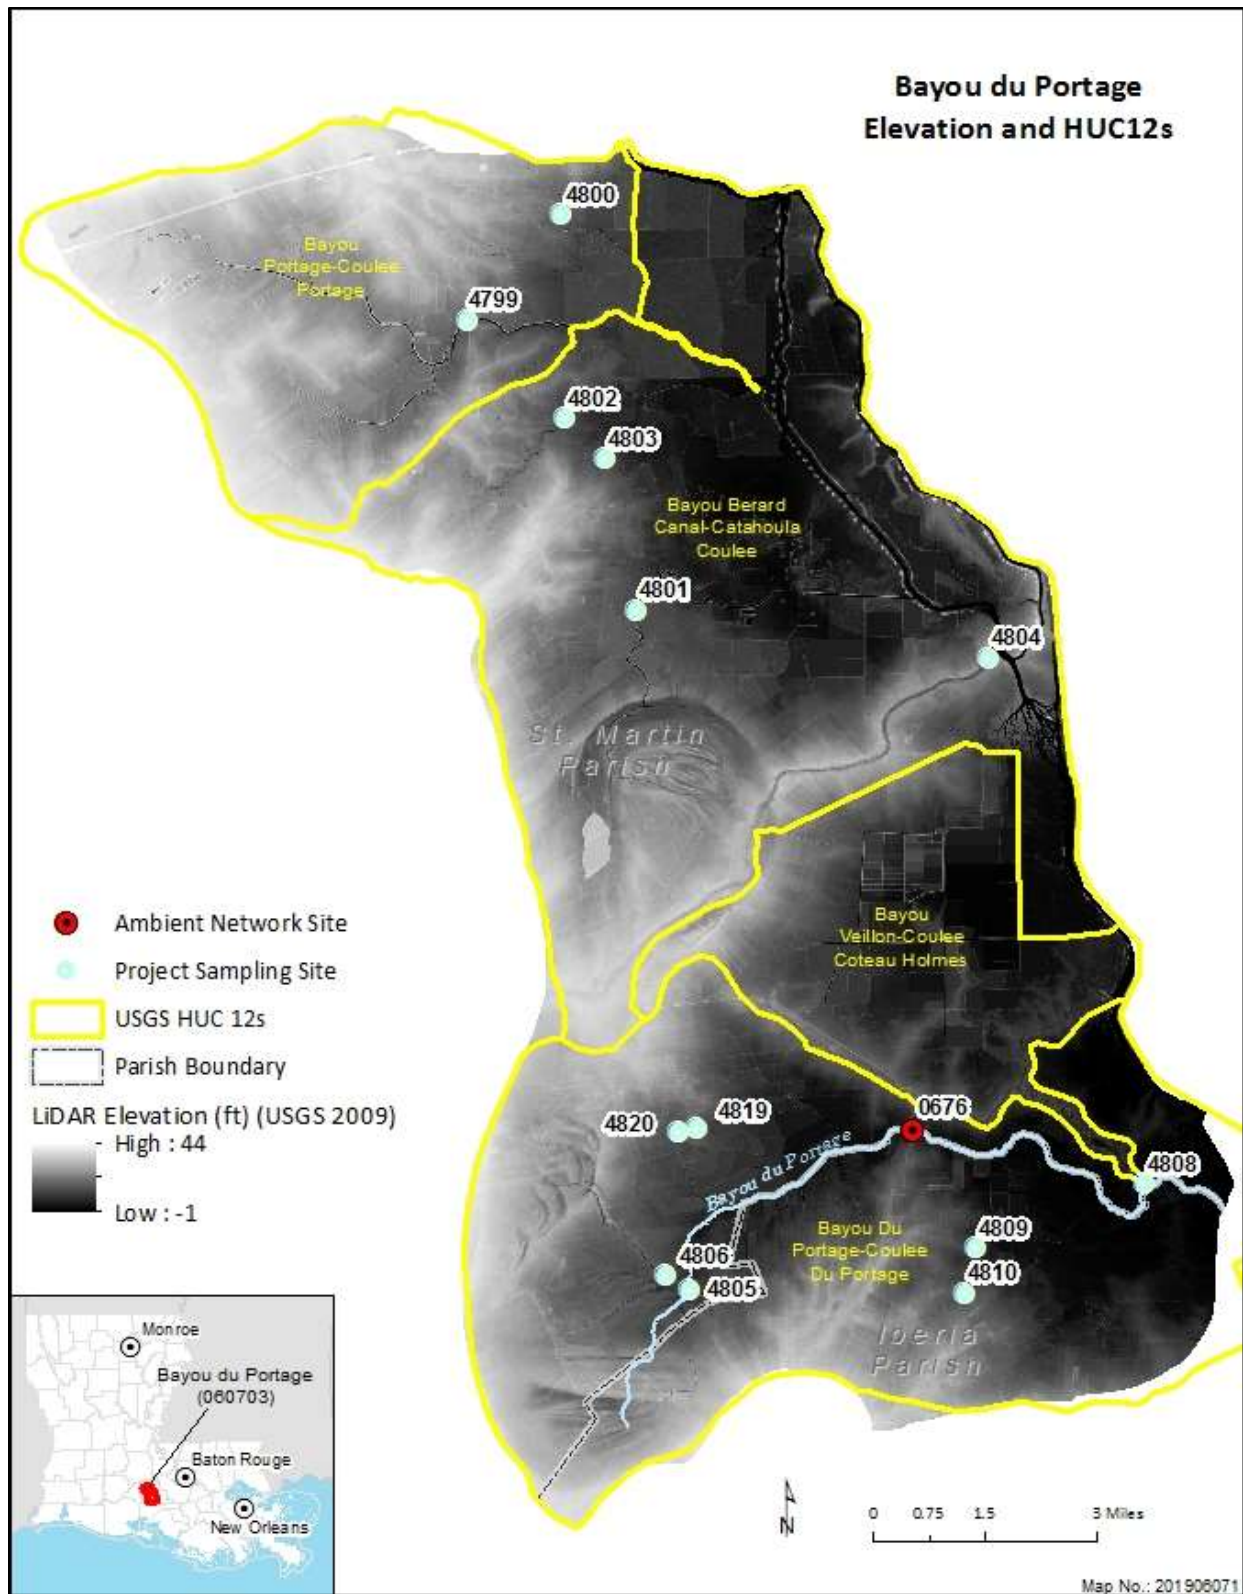 Bayou du Portage
Elevation and HUC12s
4800
Bayou
Portage-Coulee
Portage
4799
4802
4803
Bayou Berard
Canal-Catahoula
Coulee
4801
4804
St. Martin
Parish
Bayou
Veillon-Coulee
Coteau Holmes
Ambient Network Site
Project Sampling Site
USGS HUC 12s
Parish Boundary
LiDAR Elevation (ft) (USGS 2009)
High : 44
Low : -1
4820
4819
0676
Bayou du Portage
4808
Bayou Du
Portage-Coulee
Du Portage
4809
4806
4810
4805
Iberia
Parish
Monroe
Bayou du Portage
(060703)
Baton Rouge
New Orleans
N
0 0.75 1.5 3 Miles
Map No.: 201906071